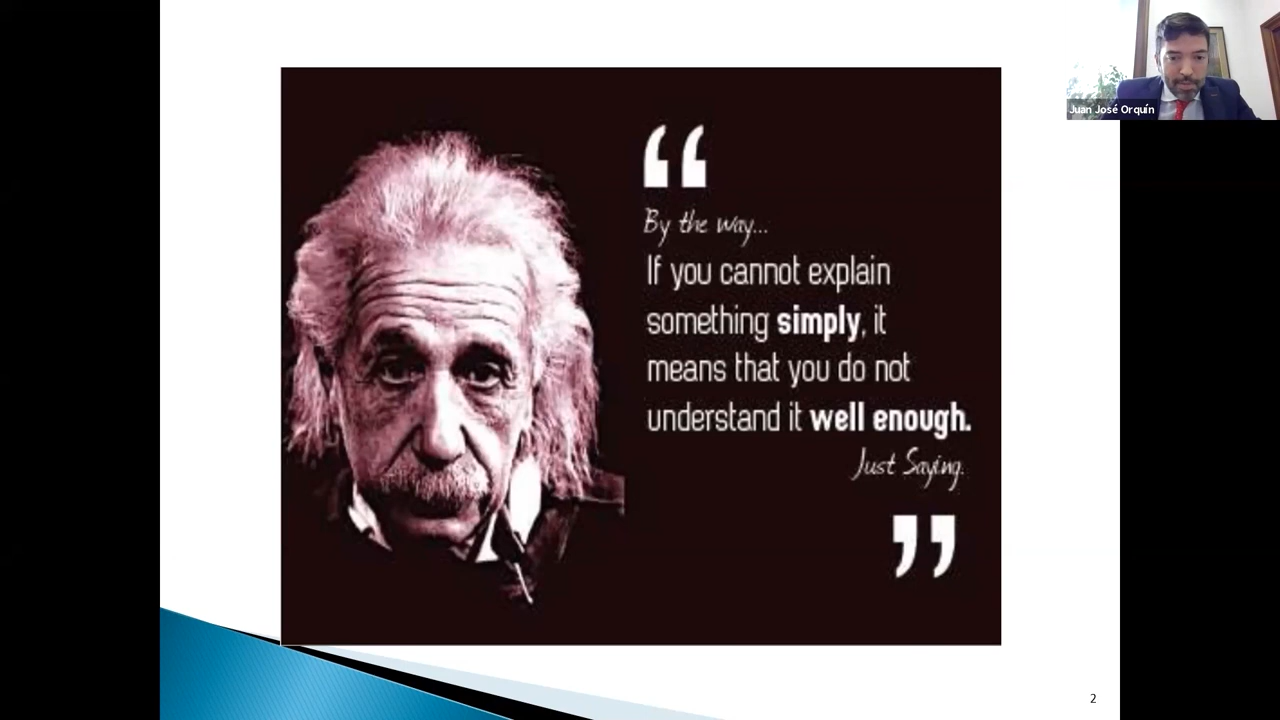 “
By the way...
If you cannot explain
something simply, it
means that you do not
understand it well enough.
Just Saying.
”
Juan José Orquín
2